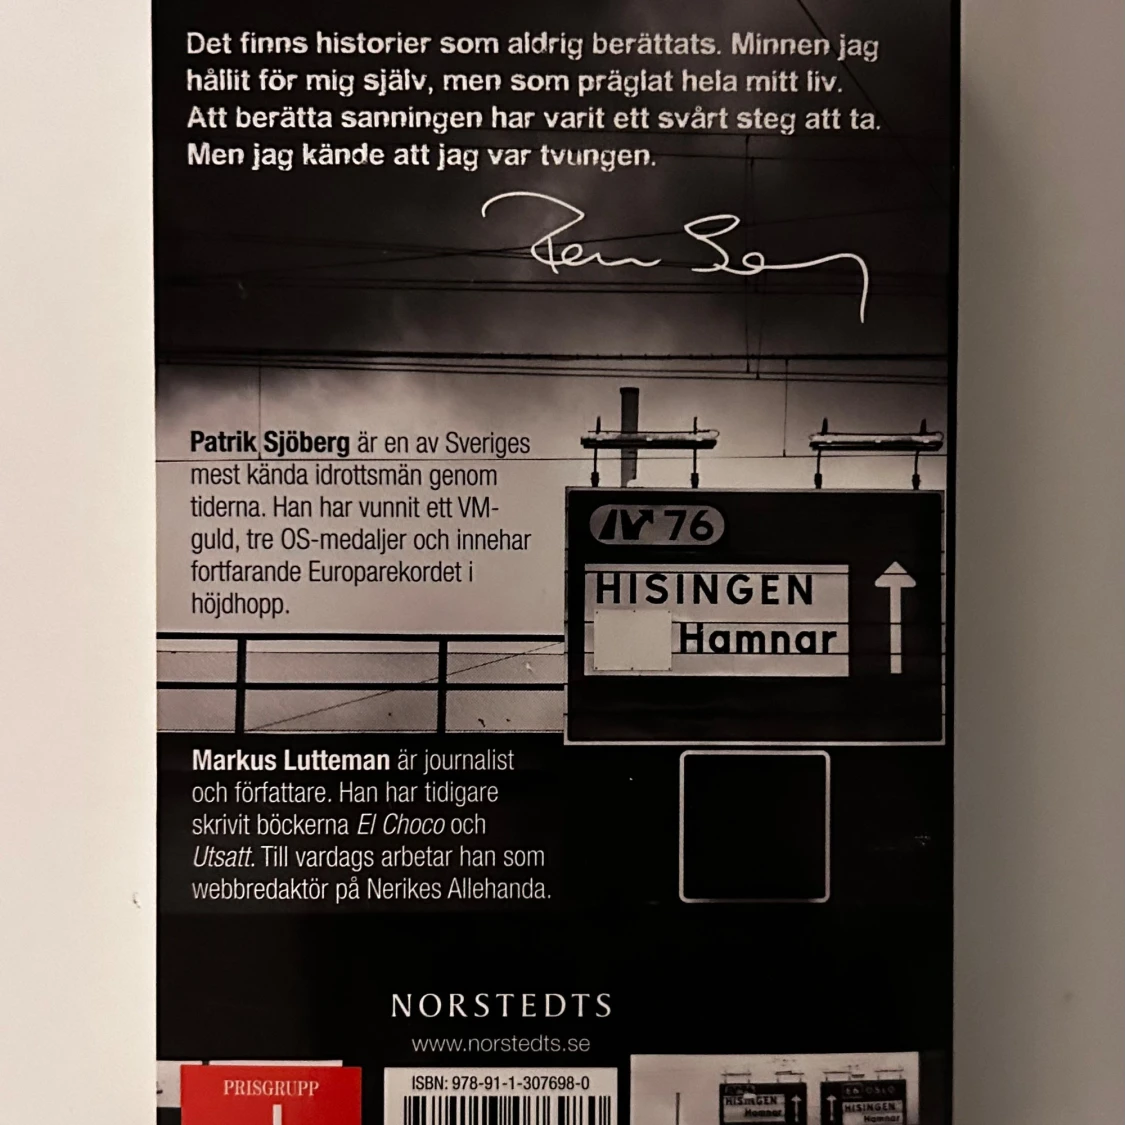 Det finns historier som aldrig berättats. Minnen jag
hållit för mig själv, men som präglat hela mitt liv.
Att berätta sanningen har varit ett svårt steg att ta.
Men jag kände att jag var tvungen.
Patrik Sjöberg är en av Sveriges
mest kända idrottsmän genom
tiderna. Han har vunnit ett VM-
guld, tre OS-medaljer och innehar
fortfarande Europarekordet i
höjdhopp.
76
HISINGEN
Hamnar
Markus Lutteman är journalist
och författare. Han har tidigare
skrivit böckerna El Choco och
Utsatt. Till vardags arbetar han som
webbredaktör på Nerikes Allehanda.
NORSTEDTS
www.norstedts.se
PRISGRUPP
ISBN: 978-91-1-307698-0
HISINGEN
Hamnar
HISINGEN
Hamnar